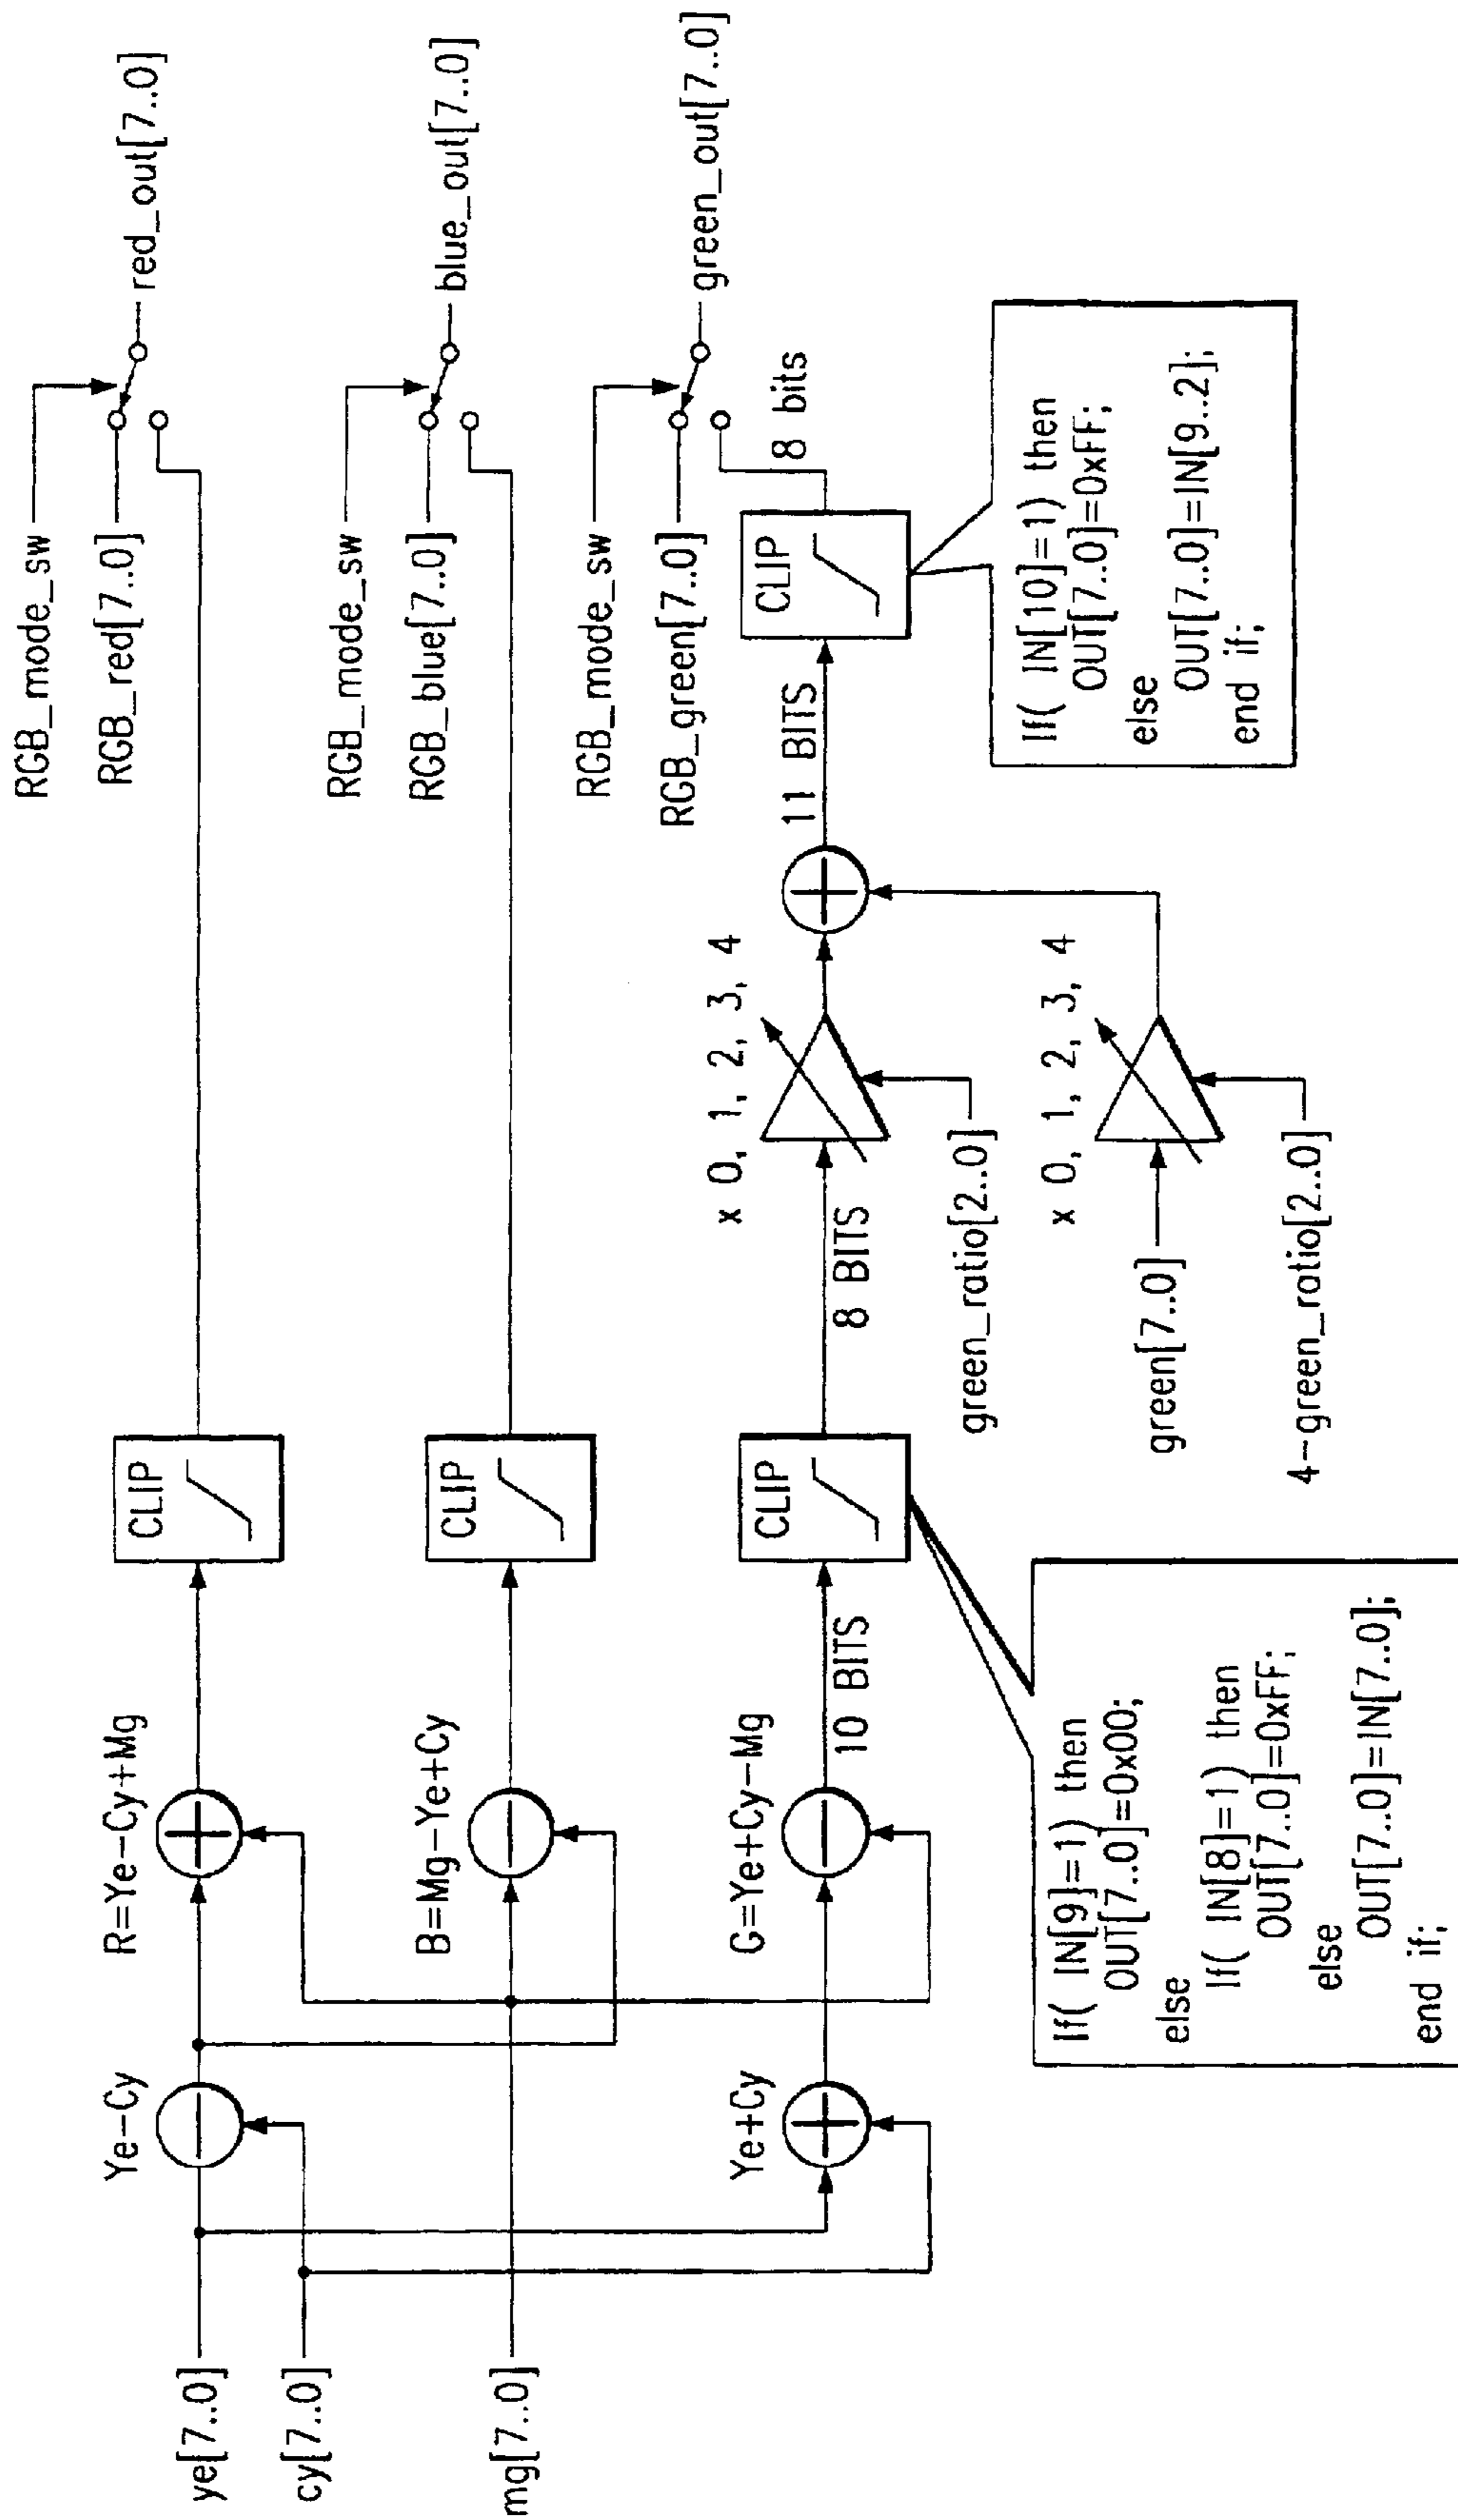 RGB_mode_sw
RGB_red[7..0]
red_out[7..0]
RGB_mode_sw
RGB_blue[7..0]
blue_out[7..0]
RGB_mode_sw
RGB_green[7..0]
green_out[7..0]
Ye-Cy
R=Ye-Cy+Mg
CLIP
ye[7..0]
cy[7..0]
B=Mg-Ye+Cy
CLIP
mg[7..0]
Ye+Cy
G=Ye+Cy-Mg
10 BITS
CLIP
8 BITS
x 0, 1, 2, 3, 4
11 BITS
CLIP
8 bits
green_ratio[2..0]
x 0, 1, 2, 3, 4
green[7..0]
4-green_ratio[2..0]
If( IN[9]=1) then
OUT[7..0]=0x00;
else
If( IN[8]=1) then
OUT[7..0]=0xFF;
else
OUT[7..0]=IN[7..0];
end if;
If( IN[10]=1) then
OUT[7..0]=0xFF;
else
OUT[7..0]=IN[9..2];
end if;